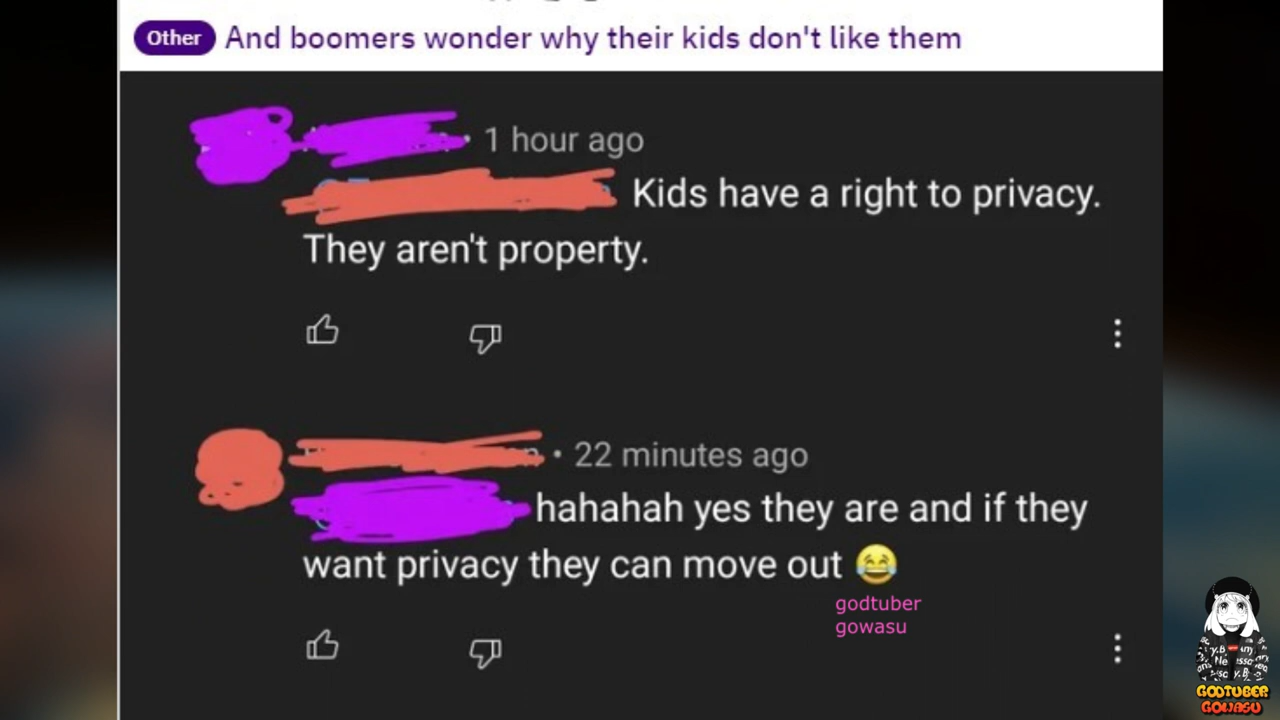 Other And boomers wonder why their kids don't like them
1 hour ago
Kids have a right to privacy.
They aren't property.
22 minutes ago
hahahah yes they are and if they
want privacy they can move out 😂
godtuber
gowasu
GODTUBER
GOWASU